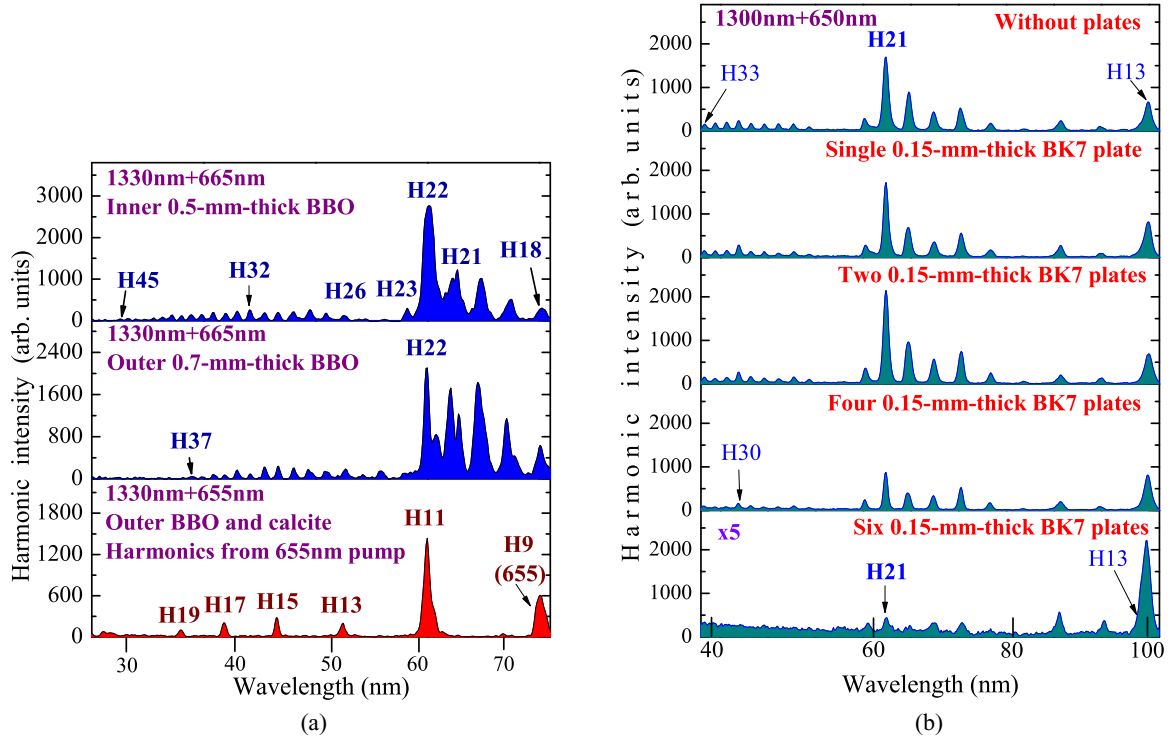 1330nm+665nm
Inner 0.5-mm-thick BBO
H22
H45
H32
H26
H23
H21
H18
3000
2000
1000
0
1330nm+665nm
Outer 0.7-mm-thick BBO
H22
H37
2400
1600
800
0
1330nm+655nm
Outer BBO and calcite
Harmonics from 655nm pump
H11
H9
(655)
H19
H17
H15
H13
1800
1200
600
0
30
40
50
60
70
Harmonic intensity (arb. units)
Wavelength (nm)
(a)
1300nm+650nm
Without plates
H21
H33
H13
2000
1000
0
Single 0.15-mm-thick BK7 plate
2000
1000
0
Two 0.15-mm-thick BK7 plates
2000
1000
0
Four 0.15-mm-thick BK7 plates
H30
2000
1000
0
x5
Six 0.15-mm-thick BK7 plates
H21
H13
2000
1000
0
40
60
80
100
Harmonic intensity (arb. units)
Wavelength (nm)
(b)